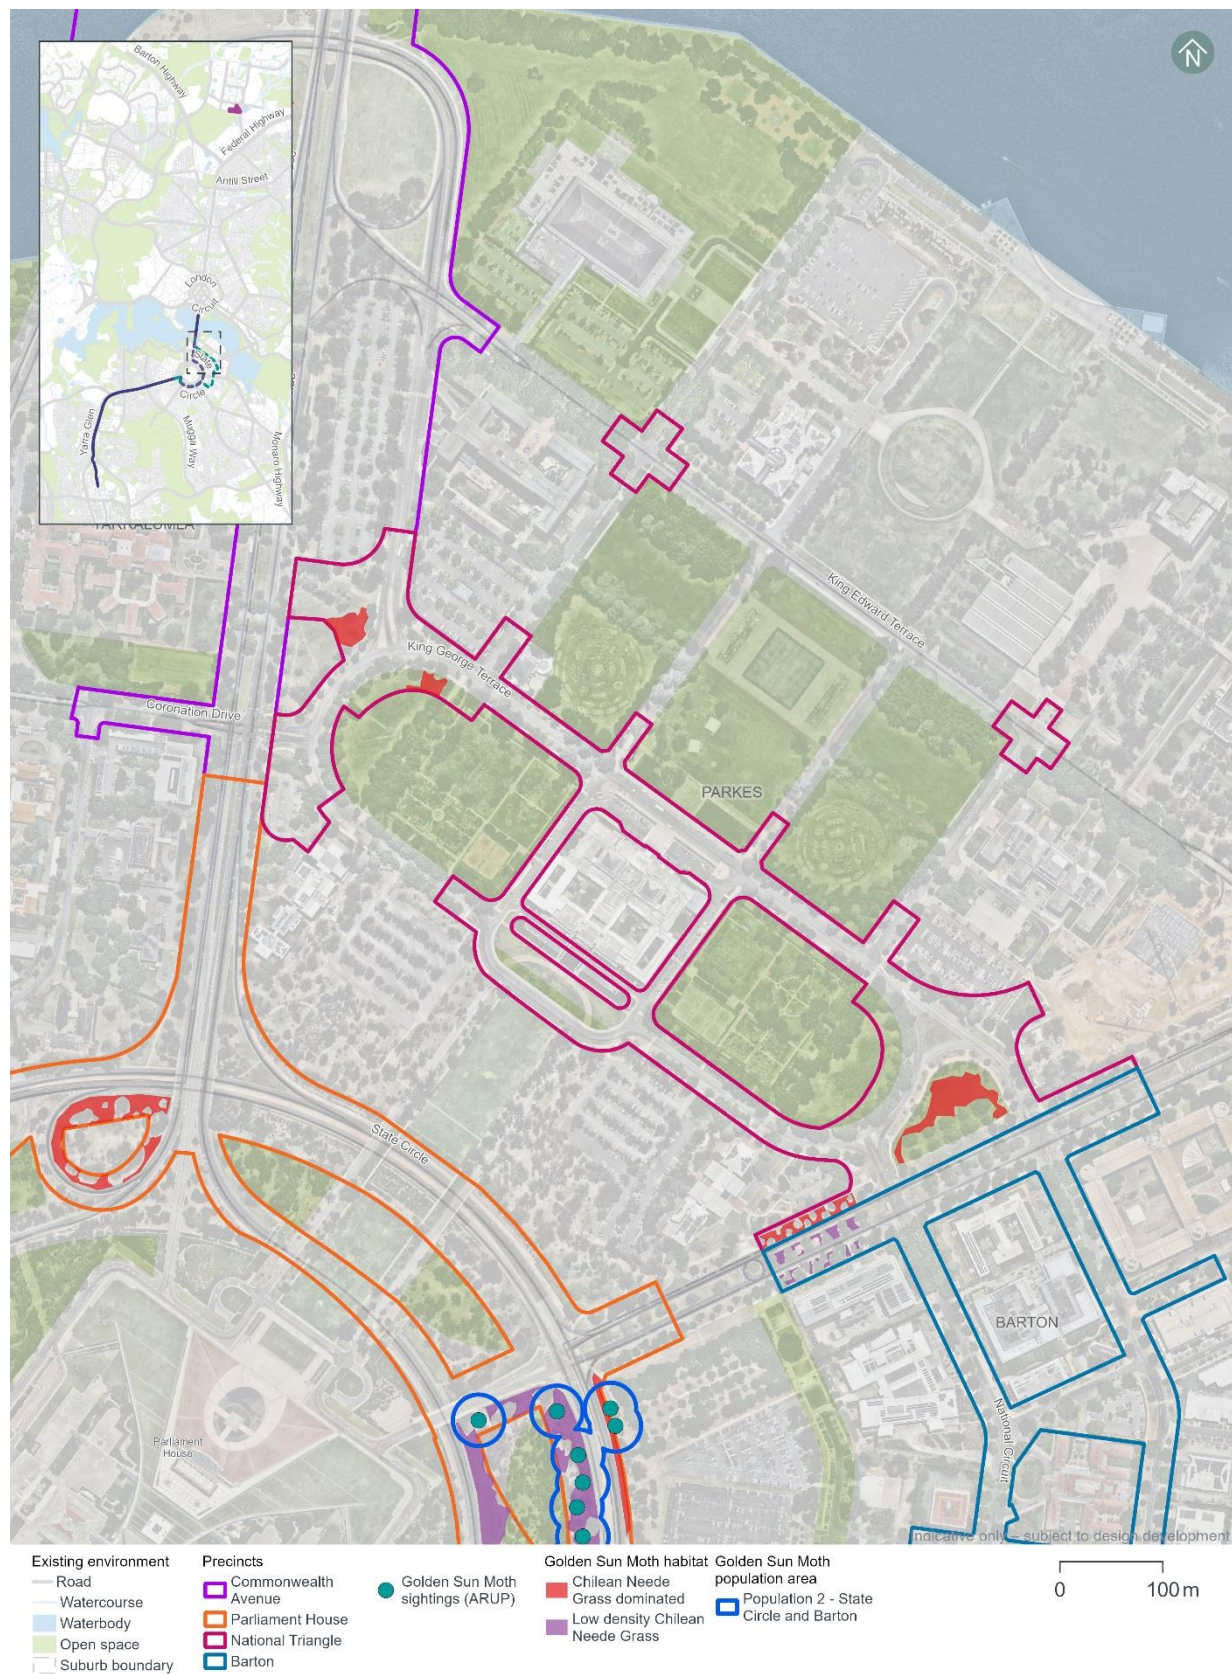 N
Barton Highway
Federal Highway
Antill Street
London
Circuit
State
Circle
Yarra Glen
Mugga Way
Monaro Highway
YARRALUMLA
King Edward Terrace
King George Terrace
Coronation Drive
PARKES
State Circle
BARTON
National Circuit
Parliament
House
Indicative only – subject to design development
Existing environment
Road
Watercourse
Waterbody
Open space
Suburb boundary
Precincts
Commonwealth
Avenue
Parliament House
National Triangle
Barton
Golden Sun Moth
sightings (ARUP)
Golden Sun Moth habitat
Chilean Neede
Grass dominated
Low density Chilean
Neede Grass
Golden Sun Moth
population area
Population 2 - State
Circle and Barton
0 100 m